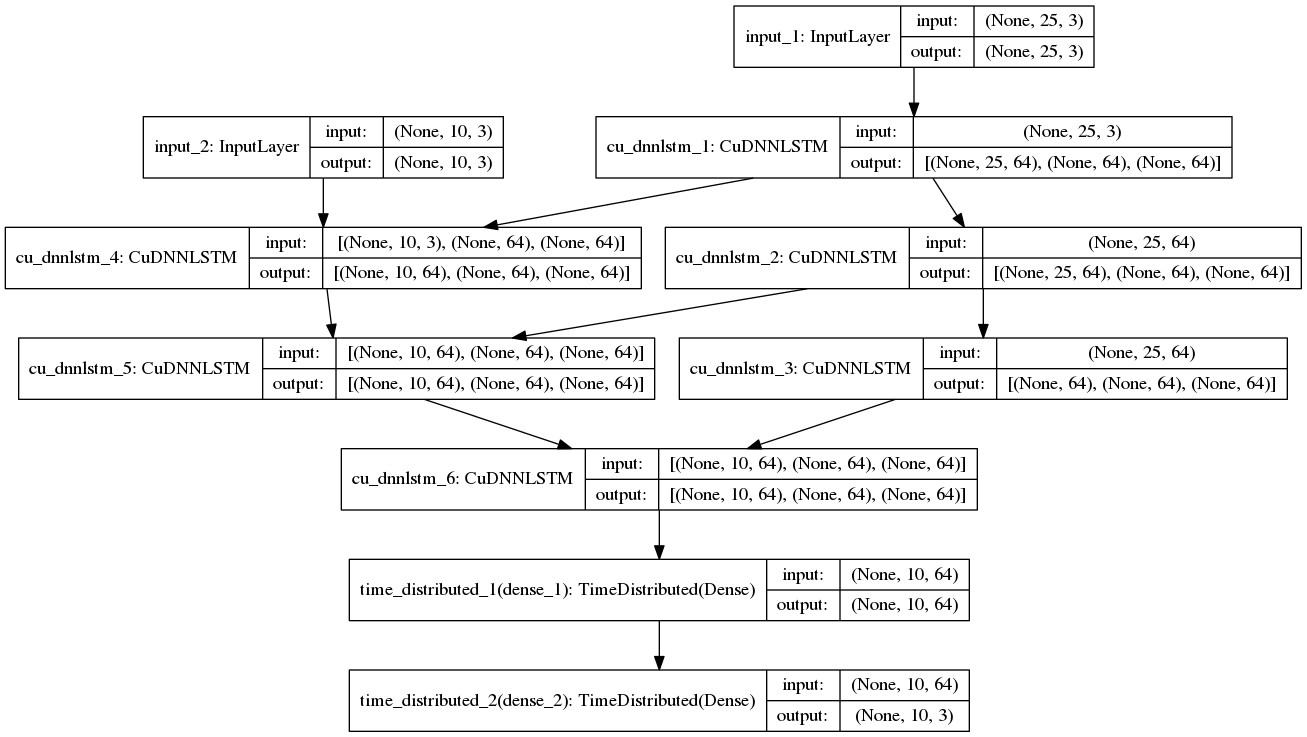 input_1: InputLayer
input: (None, 25, 3)
output: (None, 25, 3)
input_2: InputLayer
input: (None, 10, 3)
output: (None, 10, 3)
cu_dnnlstm_1: CuDNNLSTM
input: (None, 25, 3)
output: [(None, 25, 64), (None, 64), (None, 64)]
cu_dnnlstm_4: CuDNNLSTM
input: [(None, 10, 3), (None, 64), (None, 64)]
output: [(None, 10, 64), (None, 64), (None, 64)]
cu_dnnlstm_2: CuDNNLSTM
input: (None, 25, 64)
output: [(None, 25, 64), (None, 64), (None, 64)]
cu_dnnlstm_5: CuDNNLSTM
input: [(None, 10, 64), (None, 64), (None, 64)]
output: [(None, 10, 64), (None, 64), (None, 64)]
cu_dnnlstm_3: CuDNNLSTM
input: (None, 25, 64)
output: [(None, 64), (None, 64), (None, 64)]
cu_dnnlstm_6: CuDNNLSTM
input: [(None, 10, 64), (None, 64), (None, 64)]
output: [(None, 10, 64), (None, 64), (None, 64)]
time_distributed_1(dense_1): TimeDistributed(Dense)
input: (None, 10, 64)
output: (None, 10, 64)
time_distributed_2(dense_2): TimeDistributed(Dense)
input: (None, 10, 64)
output: (None, 10, 3)